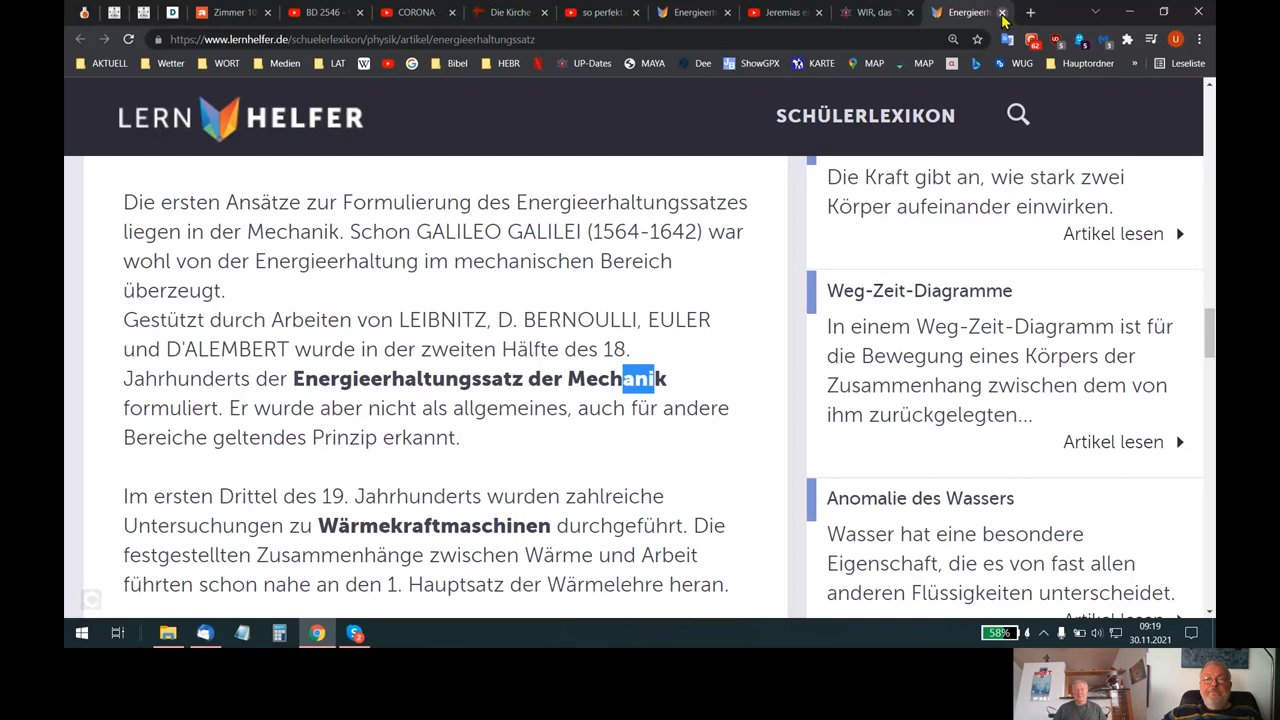 Zimmer 10
BD 2546 -
CORONA
Die Kirche
so perfekt
Energieerh
Jeremias e
WIR, das "
Energieerh
https://www.lernhelfer.de/schuelerlexikon/physik/artikel/energieerhaltungssatz
62
5
5
3
U
AKTUELL
Wetter
WORT
Medien
LAT
W
Bibel
HEBR
UP-Dates
MAYA
Dee
ShowGPX
KARTE
MAP
MAP
WUG
Hauptordner
»
Leseliste
LERN HELFER
SCHÜLERLEXIKON
Die ersten Ansätze zur Formulierung des Energieerhaltungssatzes
liegen in der Mechanik. Schon GALILEO GALILEI (1564-1642) war
wohl von der Energieerhaltung im mechanischen Bereich
überzeugt.
Gestützt durch Arbeiten von LEIBNITZ, D. BERNOULLI, EULER
und D'ALEMBERT wurde in der zweiten Hälfte des 18.
Jahrhunderts der Energieerhaltungssatz der Mechanik
formuliert. Er wurde aber nicht als allgemeines, auch für andere
Bereiche geltendes Prinzip erkannt.
Im ersten Drittel des 19. Jahrhunderts wurden zahlreiche
Untersuchungen zu Wärmekraftmaschinen durchgeführt. Die
festgestellten Zusammenhänge zwischen Wärme und Arbeit
führten schon nahe an den 1. Hauptsatz der Wärmelehre heran.
Die Kraft gibt an, wie stark zwei
Körper aufeinander einwirken.
Artikel lesen
Weg-Zeit-Diagramme
In einem Weg-Zeit-Diagramm ist für
die Bewegung eines Körpers der
Zusammenhang zwischen dem von
ihm zurückgelegten...
Artikel lesen
Anomalie des Wassers
Wasser hat eine besondere
Eigenschaft, die es von fast allen
anderen Flüssigkeiten unterscheidet.
Artikel lesen
58%
09:19
30.11.2021